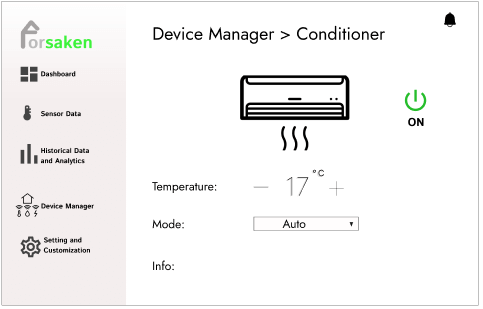 Forsaken
Device Manager > Conditioner
Dashboard
Sensor Data
Historical Data
and Analytics
Device Manager
Setting and
Customization
ON
Temperature:
— 17 °C +
Mode:
Auto
Info: